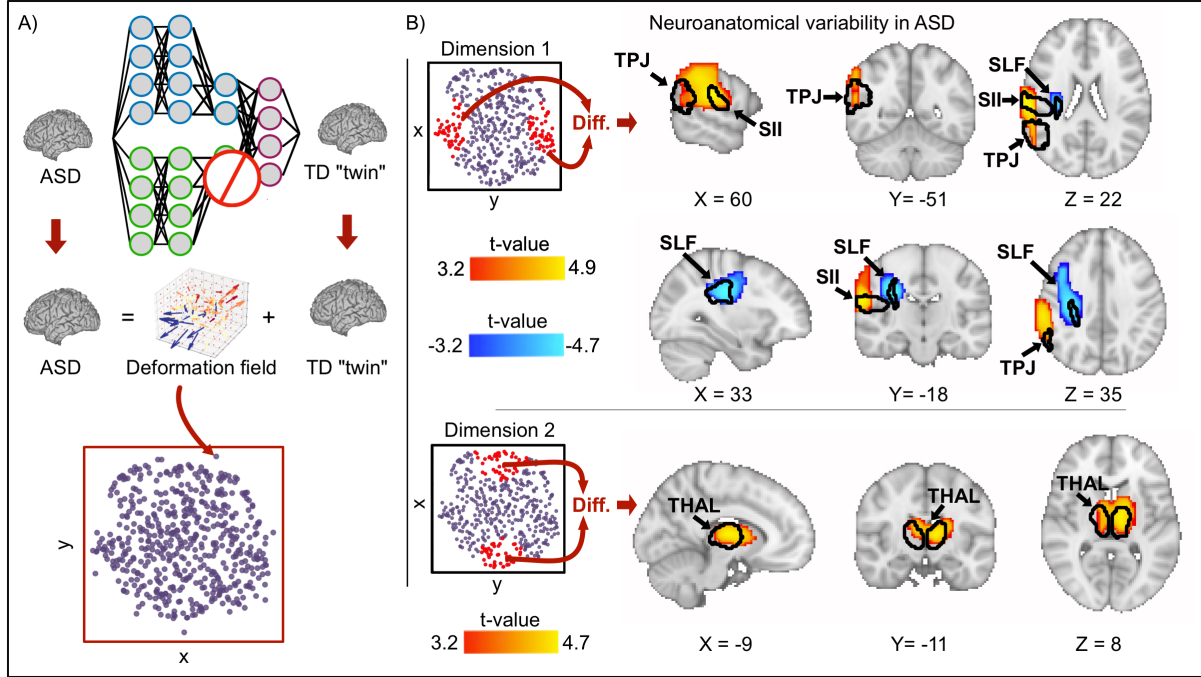 A)
ASD
TD "twin"
ASD
=
Deformation field
+
TD "twin"
y
x
B)
Neuroanatomical variability in ASD
Dimension 1
x
y
Diff.
TPJ
SII
X = 60
TPJ
Y= -51
SLF
SII
TPJ
Z = 22
t-value
3.2
4.9
t-value
-3.2
-4.7
SLF
X = 33
SLF
SII
Y= -18
SLF
TPJ
Z = 35
Dimension 2
x
y
Diff.
t-value
3.2
4.7
THAL
X = -9
THAL
Y= -11
THAL
Z = 8